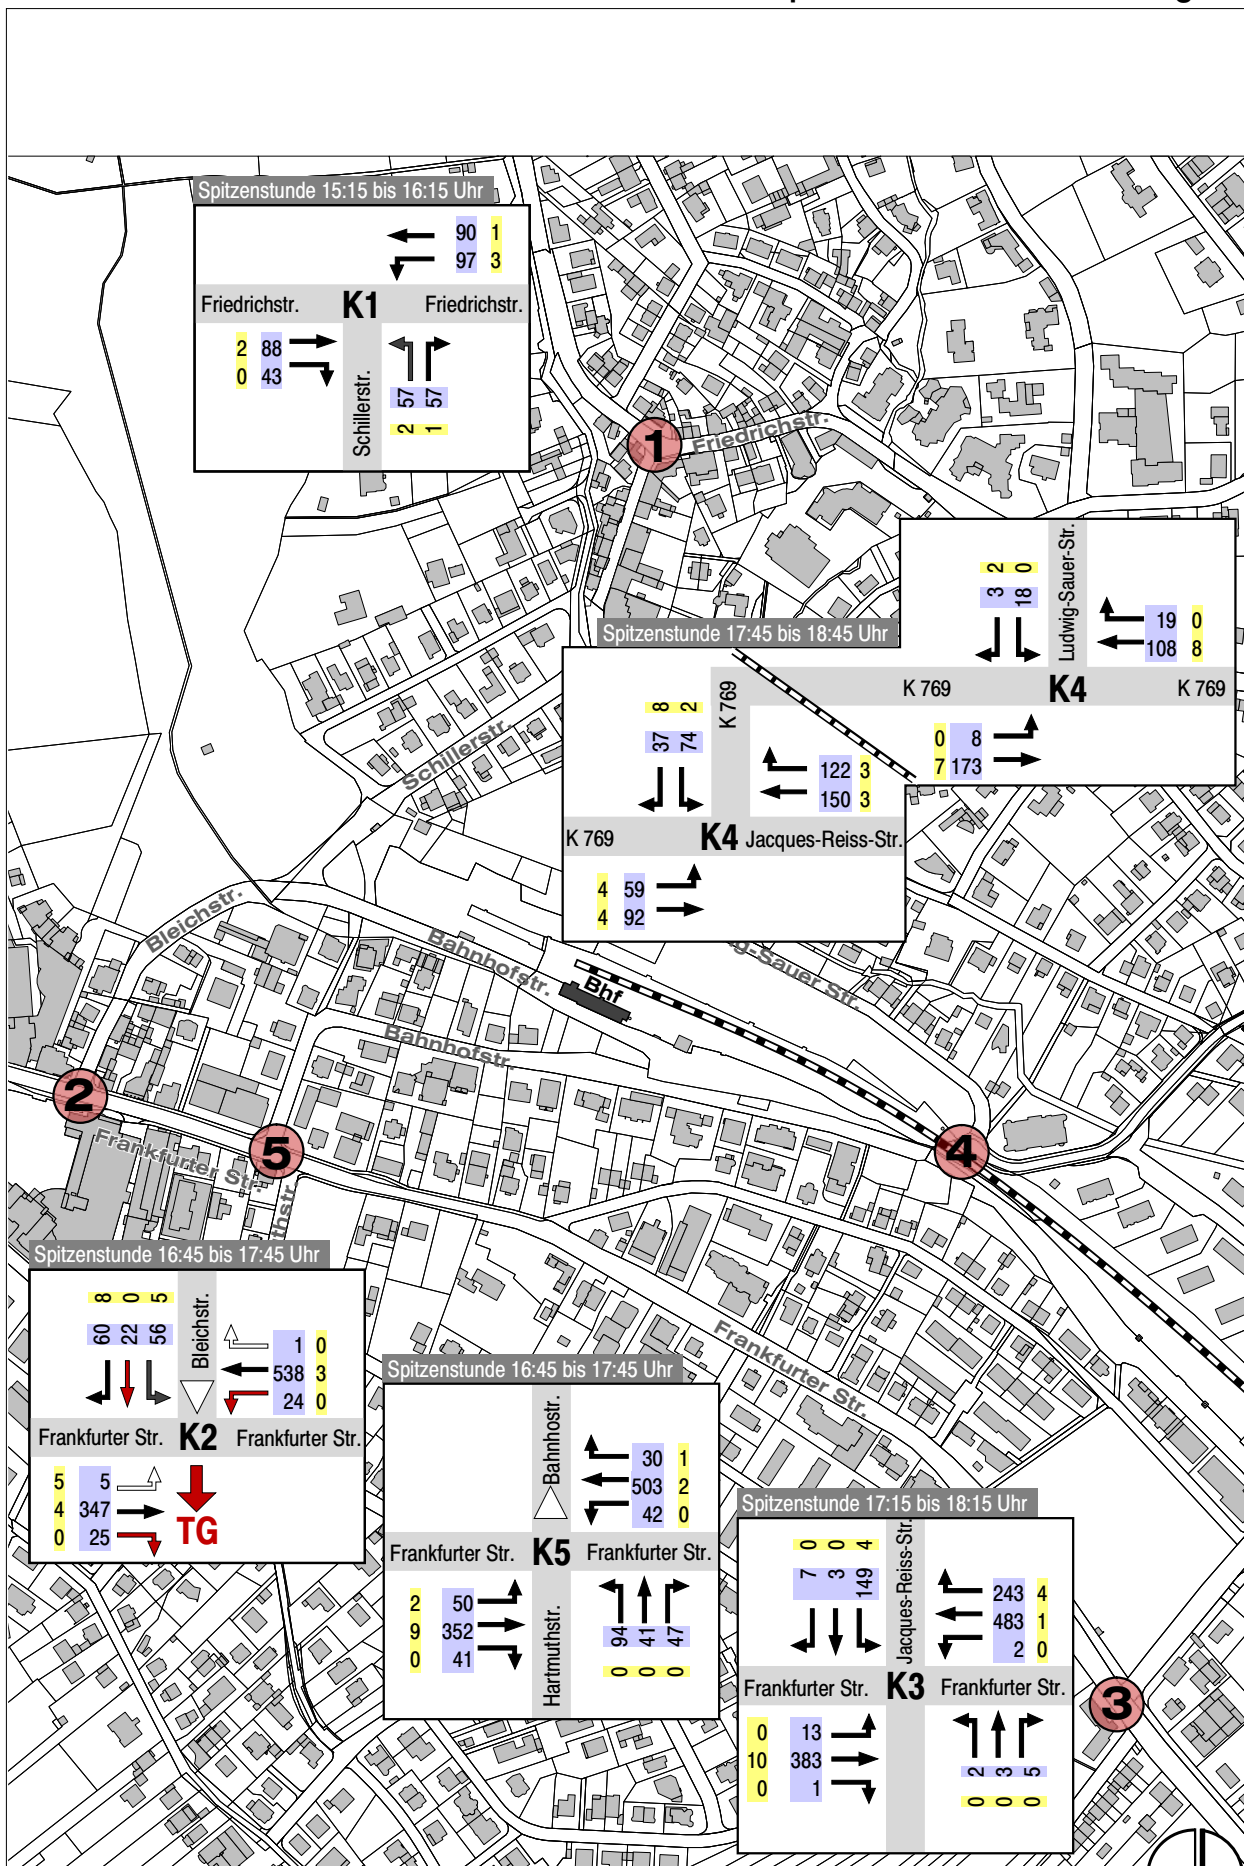 Spitzenstunde 15:15 bis 16:15 Uhr
90 1
97 3
Friedrichstr. K1 Friedrichstr.
2 88
0 43
Schillerstr.
57 57
2 1
1
Friedrichstr.
3 2
18 0
Ludwig-Sauer-Str.
19 0
108 8
K 769 K4 K 769
0 8
7 173
Spitzenstunde 17:45 bis 18:45 Uhr
8 2
37 74
K 769
122 3
150 3
K 769 K4 Jacques-Reiss-Str.
4 59
4 92
Schillerstr.
Bleichstr.
Bahnhofstr.
Bhf
g-Sauer Str.
Bahnhofstr.
2
5
4
Frankfurter Str.
thstr.
Frankfurter Str.
Spitzenstunde 16:45 bis 17:45 Uhr
8 0 5
60 22 56
Bleichstr.
1 0
538 3
24 0
Frankfurter Str. K2 Frankfurter Str.
5 5
4 347
0 25
TG
Spitzenstunde 16:45 bis 17:45 Uhr
Bahnhostr.
30 1
503 2
42 0
Frankfurter Str. K5 Frankfurter Str.
2 50
9 352
0 41
Hartmuthstr.
94 41 47
0 0 0
Spitzenstunde 17:15 bis 18:15 Uhr
0 0 4
7 3 149
Jacques-Reiss-Str.
243 4
483 1
2 0
Frankfurter Str. K3 Frankfurter Str.
0 13
10 383
0 1
2 3 5
0 0 0
3